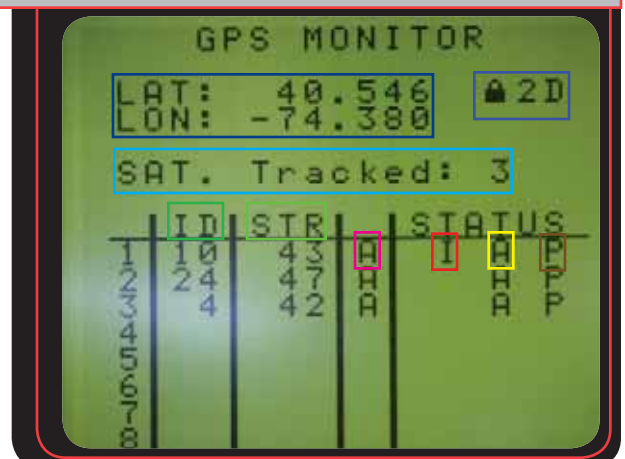 GPS MONITOR
LAT: 40.546 2D
LON: -74.380
SAT. Tracked: 3
ID STR STATUS
1 10 43 A I A P
2 24 47 A A P
3 4 42 A A P
4
5
6
7
8